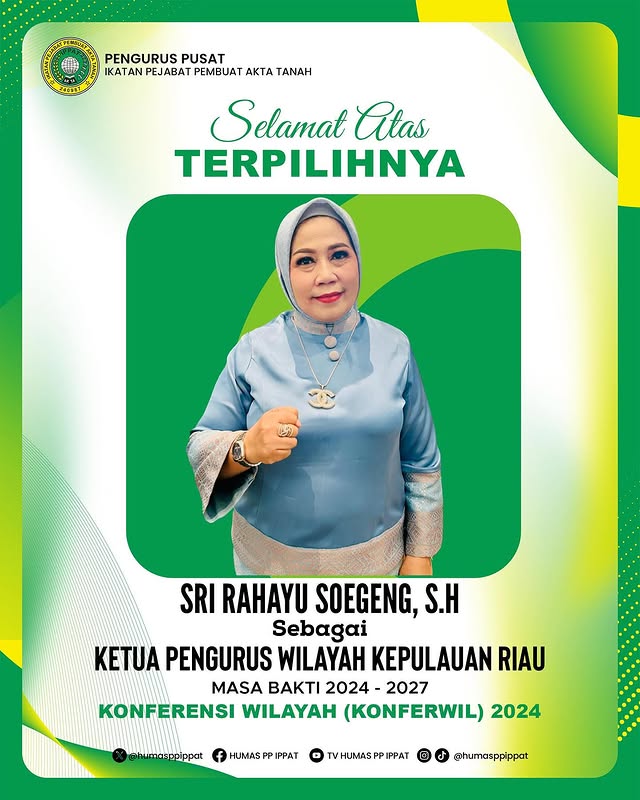 PENGURUS PUSAT
IKATAN PEJABAT PEMBUAT AKTA TANAH
Selamat Atas
TERPILIHNYA
SRI RAHAYU SOEGENG, S.H
Sebagai
KETUA PENGURUS WILAYAH KEPULAUAN RIAU
MASA BAKTI 2024 - 2027
KONFERENSI WILAYAH (KONFERWIL) 2024
@humasppippat HUMAS PP IPPAT TV HUMAS PP IPPAT @humasppippat